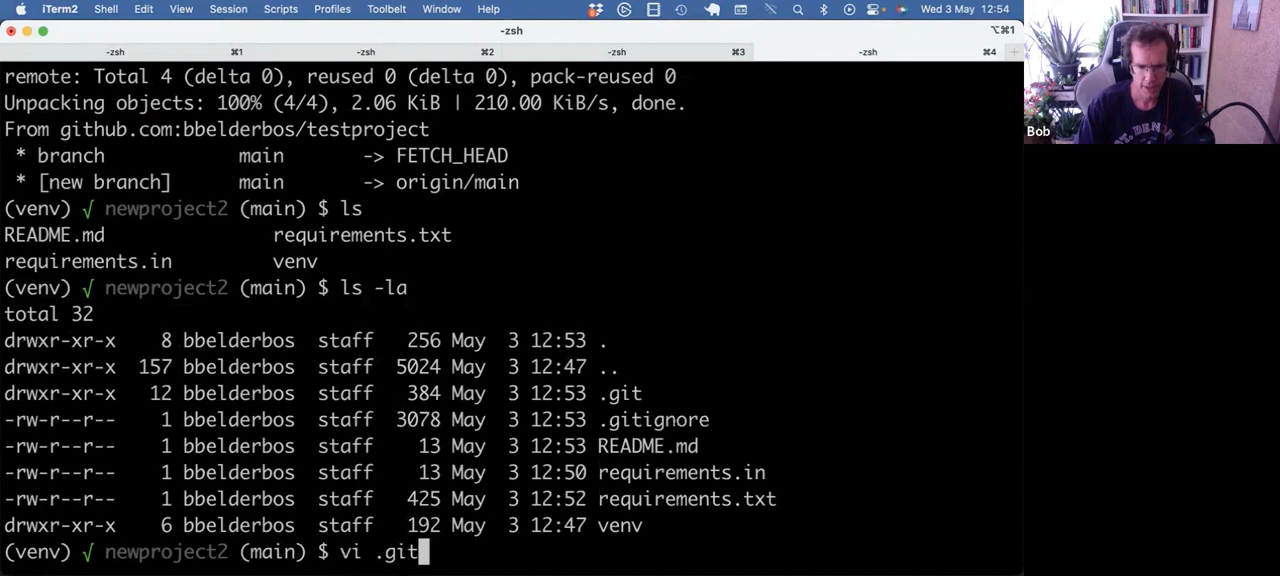 iTerm2 Shell Edit View Session Scripts Profiles Toolbelt Window Help Wed 3 May 12:54
-zsh ⌥⌘1
-zsh ⌘1 -zsh ⌘2 -zsh ⌘3 -zsh ⌘4
remote: Total 4 (delta 0), reused 0 (delta 0), pack-reused 0
Unpacking objects: 100% (4/4), 2.06 KiB | 210.00 KiB/s, done.
From github.com:bbelderbos/testproject
* branch main -> FETCH_HEAD
* [new branch] main -> origin/main
(venv) √ newproject2 (main) $ ls
README.md requirements.txt
requirements.in venv
(venv) √ newproject2 (main) $ ls -la
total 32
drwxr-xr-x 8 bbelderbos staff 256 May 3 12:53 .
drwxr-xr-x 157 bbelderbos staff 5024 May 3 12:47 ..
drwxr-xr-x 12 bbelderbos staff 384 May 3 12:53 .git
-rw-r--r-- 1 bbelderbos staff 3078 May 3 12:53 .gitignore
-rw-r--r-- 1 bbelderbos staff 13 May 3 12:53 README.md
-rw-r--r-- 1 bbelderbos staff 13 May 3 12:50 requirements.in
-rw-r--r-- 1 bbelderbos staff 425 May 3 12:52 requirements.txt
drwxr-xr-x 6 bbelderbos staff 192 May 3 12:47 venv
(venv) √ newproject2 (main) $ vi .git
Bob